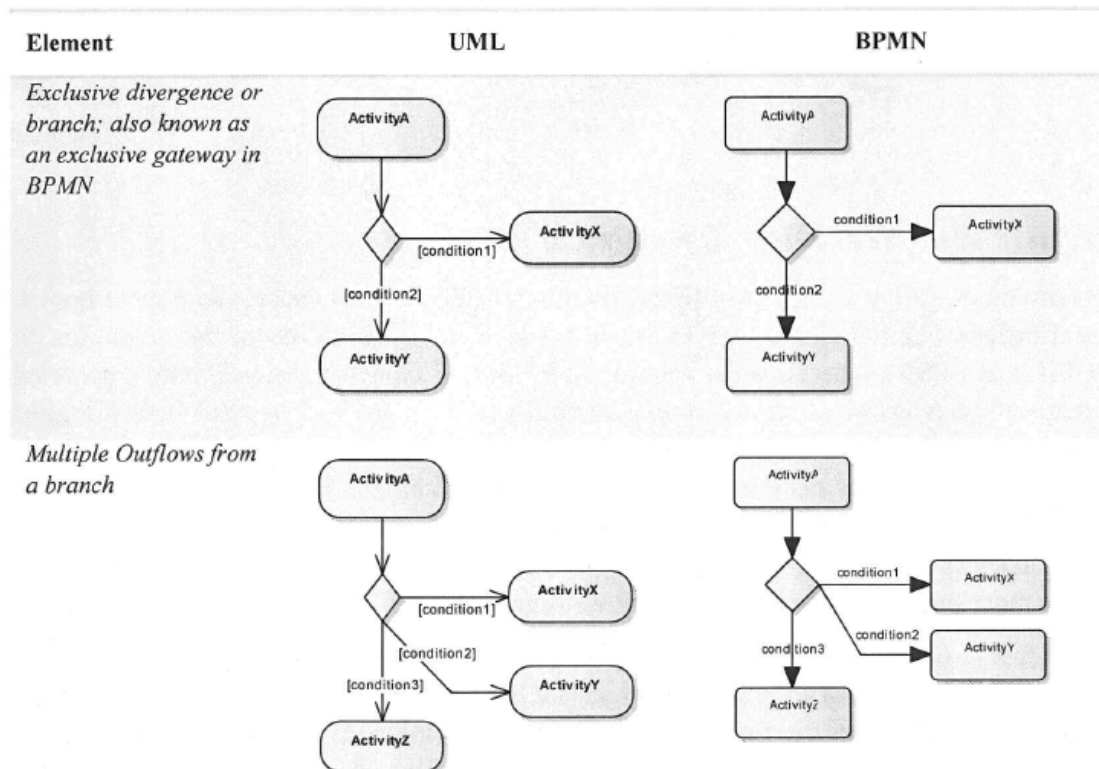 Element UML BPMN
Exclusive divergence or
branch; also known as
an exclusive gateway in
BPMN
ActivityA
[condition1]
ActivityX
[condition2]
ActivityY
ActivityA
condition1
ActivityX
condition2
ActivityY
Multiple Outflows from
a branch
ActivityA
[condition1]
ActivityX
[condition2]
ActivityY
[condition3]
ActivityZ
ActivityA
condition1
ActivityX
condition2
ActivityY
condition3
ActivityZ